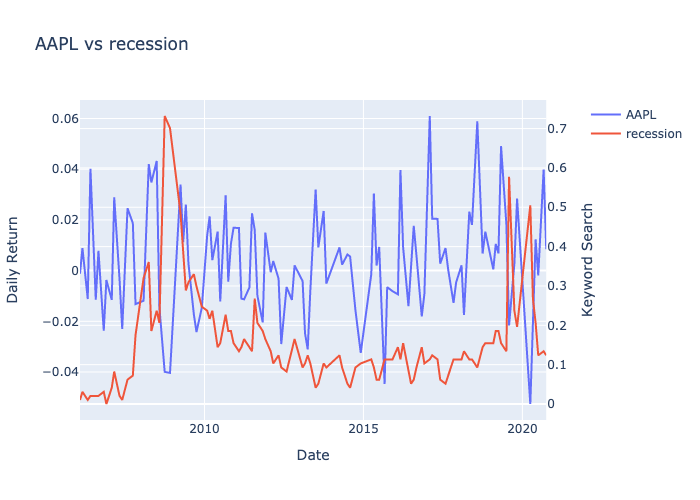 AAPL vs recession
AAPL
recession
Daily Return
0.06
0.04
0.02
0
−0.02
−0.04
0.7
0.6
0.5
0.4
0.3
0.2
0.1
0
Keyword Search
2010
2015
2020
Date